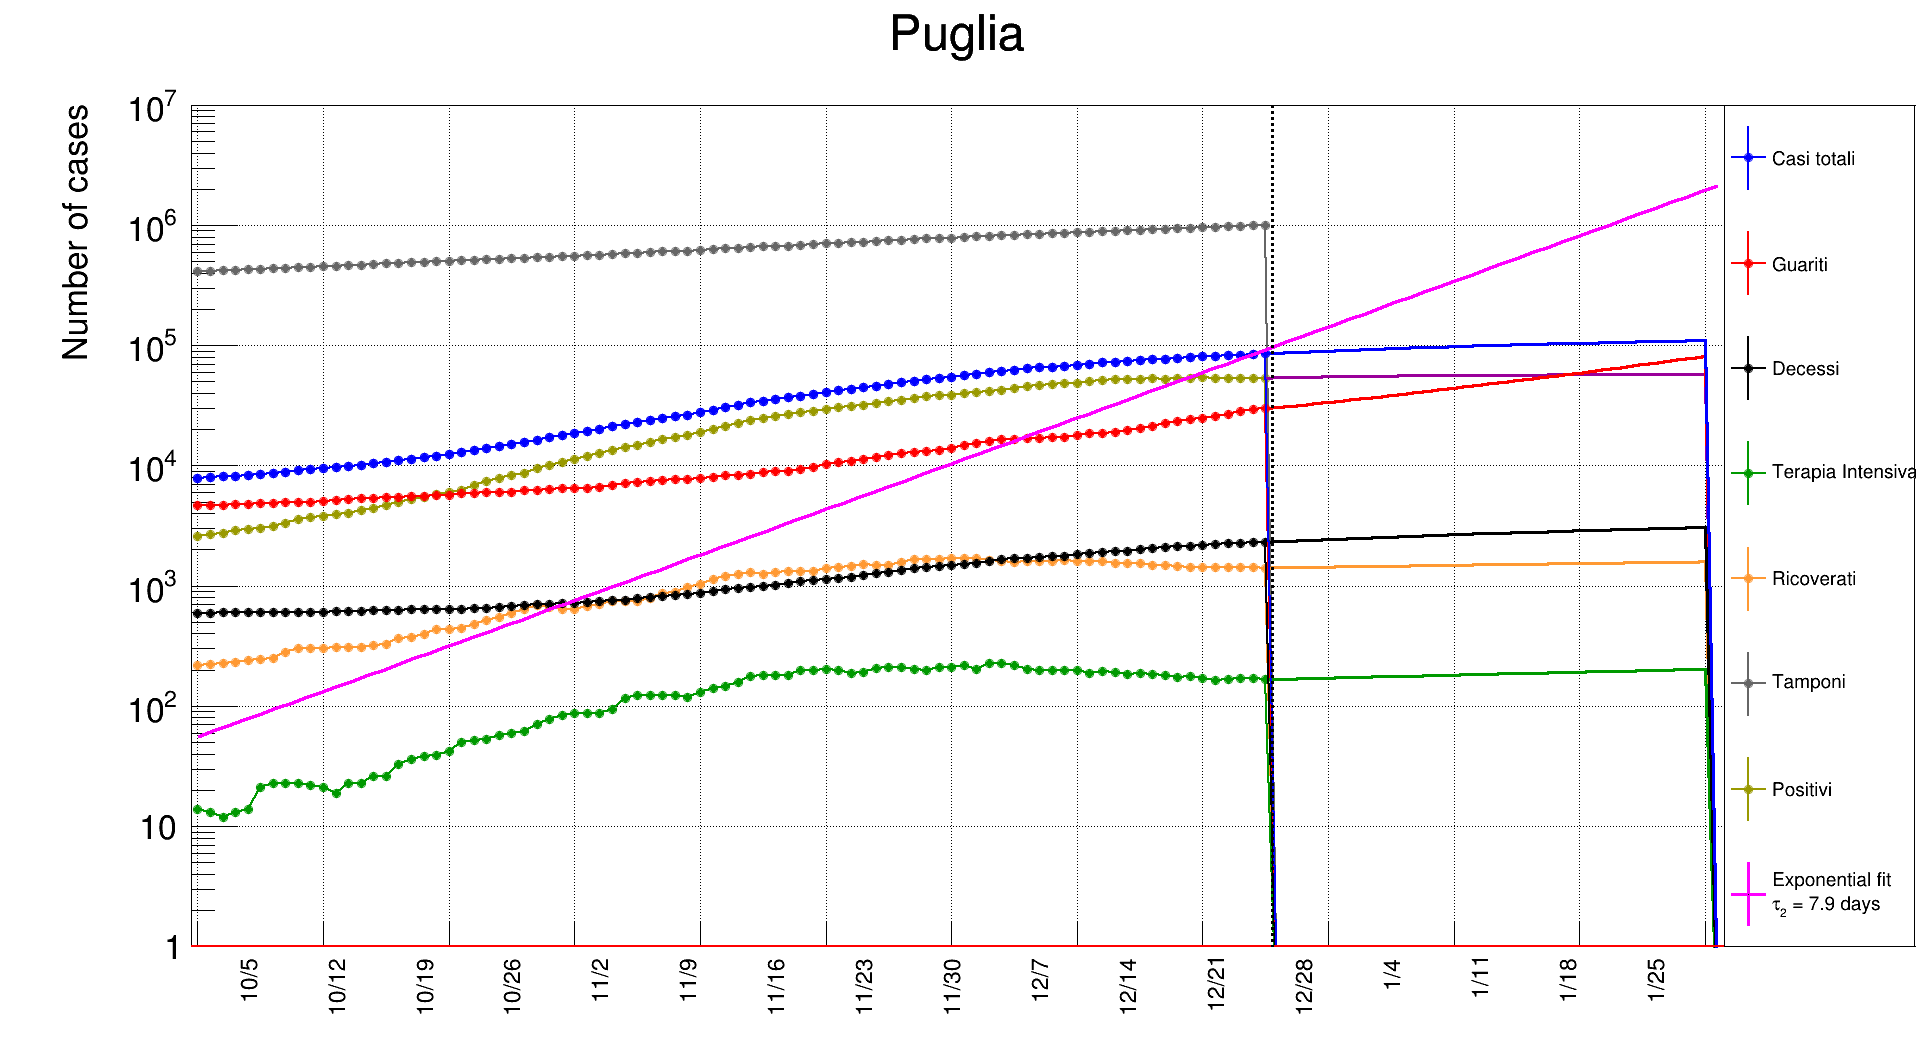 Puglia
Number of cases
10^7
10^6
10^5
10^4
10^3
10^2
10
1
10/5
10/12
10/19
10/26
11/2
11/9
11/16
11/23
11/30
12/7
12/14
12/21
12/28
1/4
1/11
1/18
1/25
Casi totali
Guariti
Decessi
Terapia Intensiva
Ricoverati
Tamponi
Positivi
Exponential fit
τ_2 = 7.9 days